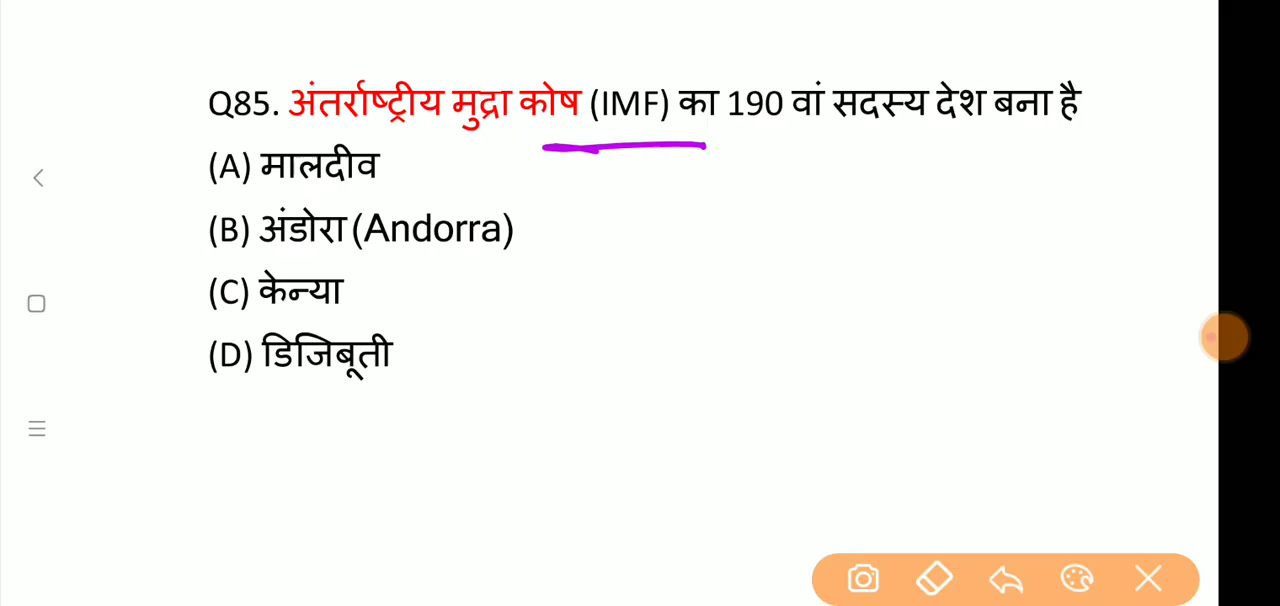 Q85. अंतर्राष्ट्रीय मुद्रा कोष (IMF) का 190 वां सदस्य देश बना है
(A) मालदीव
(B) अंडोरा (Andorra)
(C) केन्या
(D) डिजिबूती